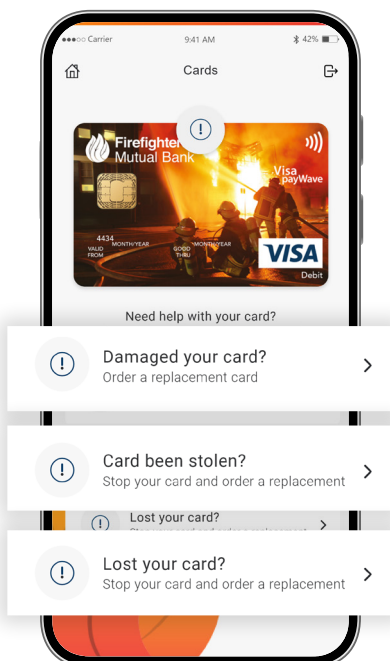 Carrier 9:41 AM 42%
Cards
Firefighter
Mutual Bank
Visa
payWave
4434
VALID FROM MONTH/YEAR GOOD THRU MONTH/YEAR
VISA
Debit
Need help with your card?
Damaged your card?
Order a replacement card
Card been stolen?
Stop your card and order a replacement
Lost your card?
Lost your card?
Stop your card and order a replacement